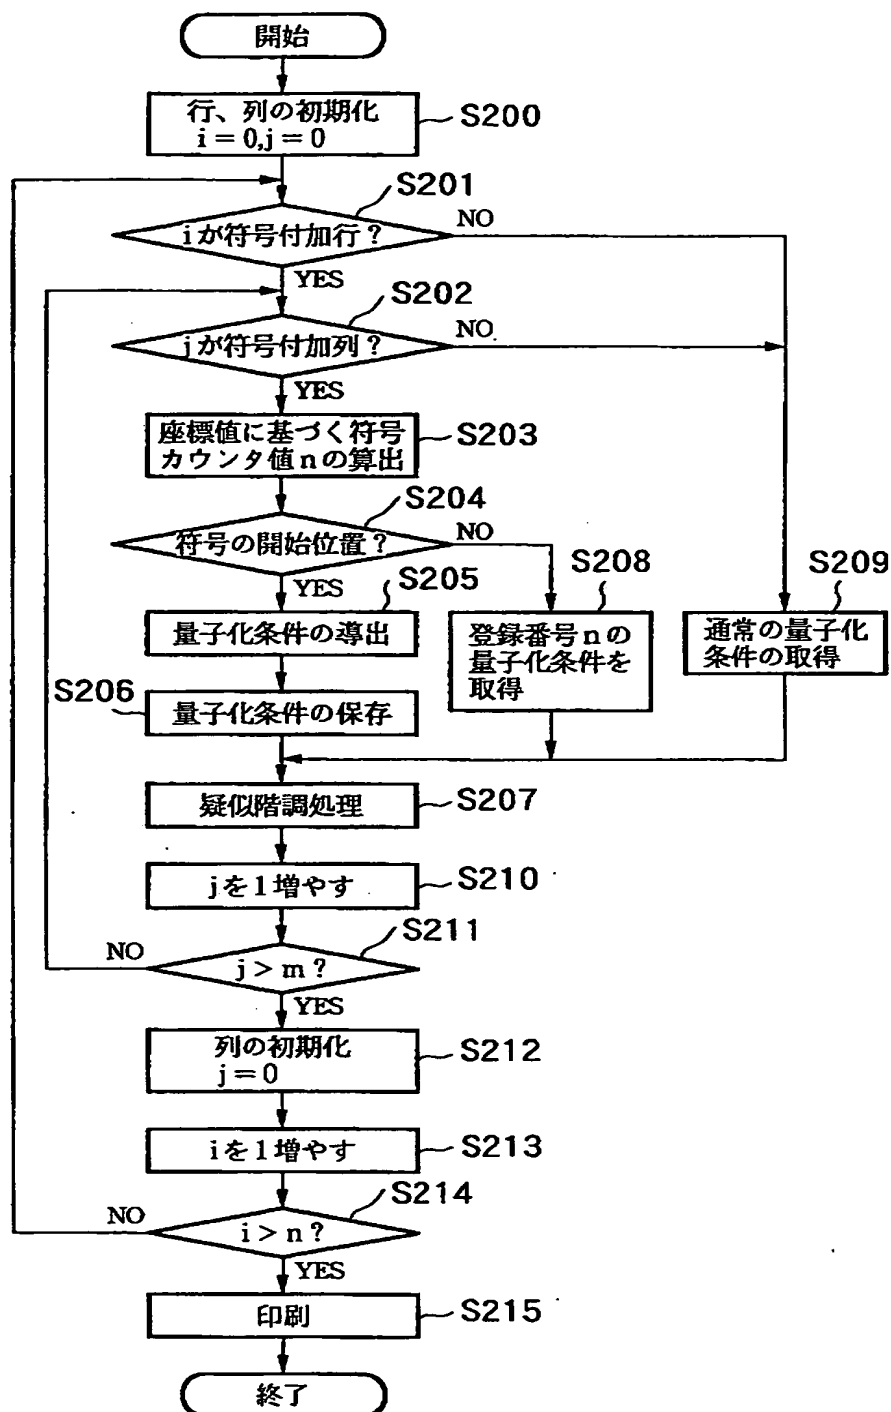 開始
行、列の初期化
i=0,j=0
S200
S201
iが符号付加行?
NO
YES
S202
jが符号付加列?
NO
YES
座標値に基づく符号
カウンタ値nの算出
S203
S204
符号の開始位置?
NO
YES
S205
量子化条件の導出
S208
登録番号nの
量子化条件を
取得
S209
通常の量子化
条件の取得
S206
量子化条件の保存
疑似階調処理
S207
jを1増やす
S210
S211
j>m?
NO
YES
列の初期化
j=0
S212
iを1増やす
S213
S214
i>n?
NO
YES
印刷
S215
終了